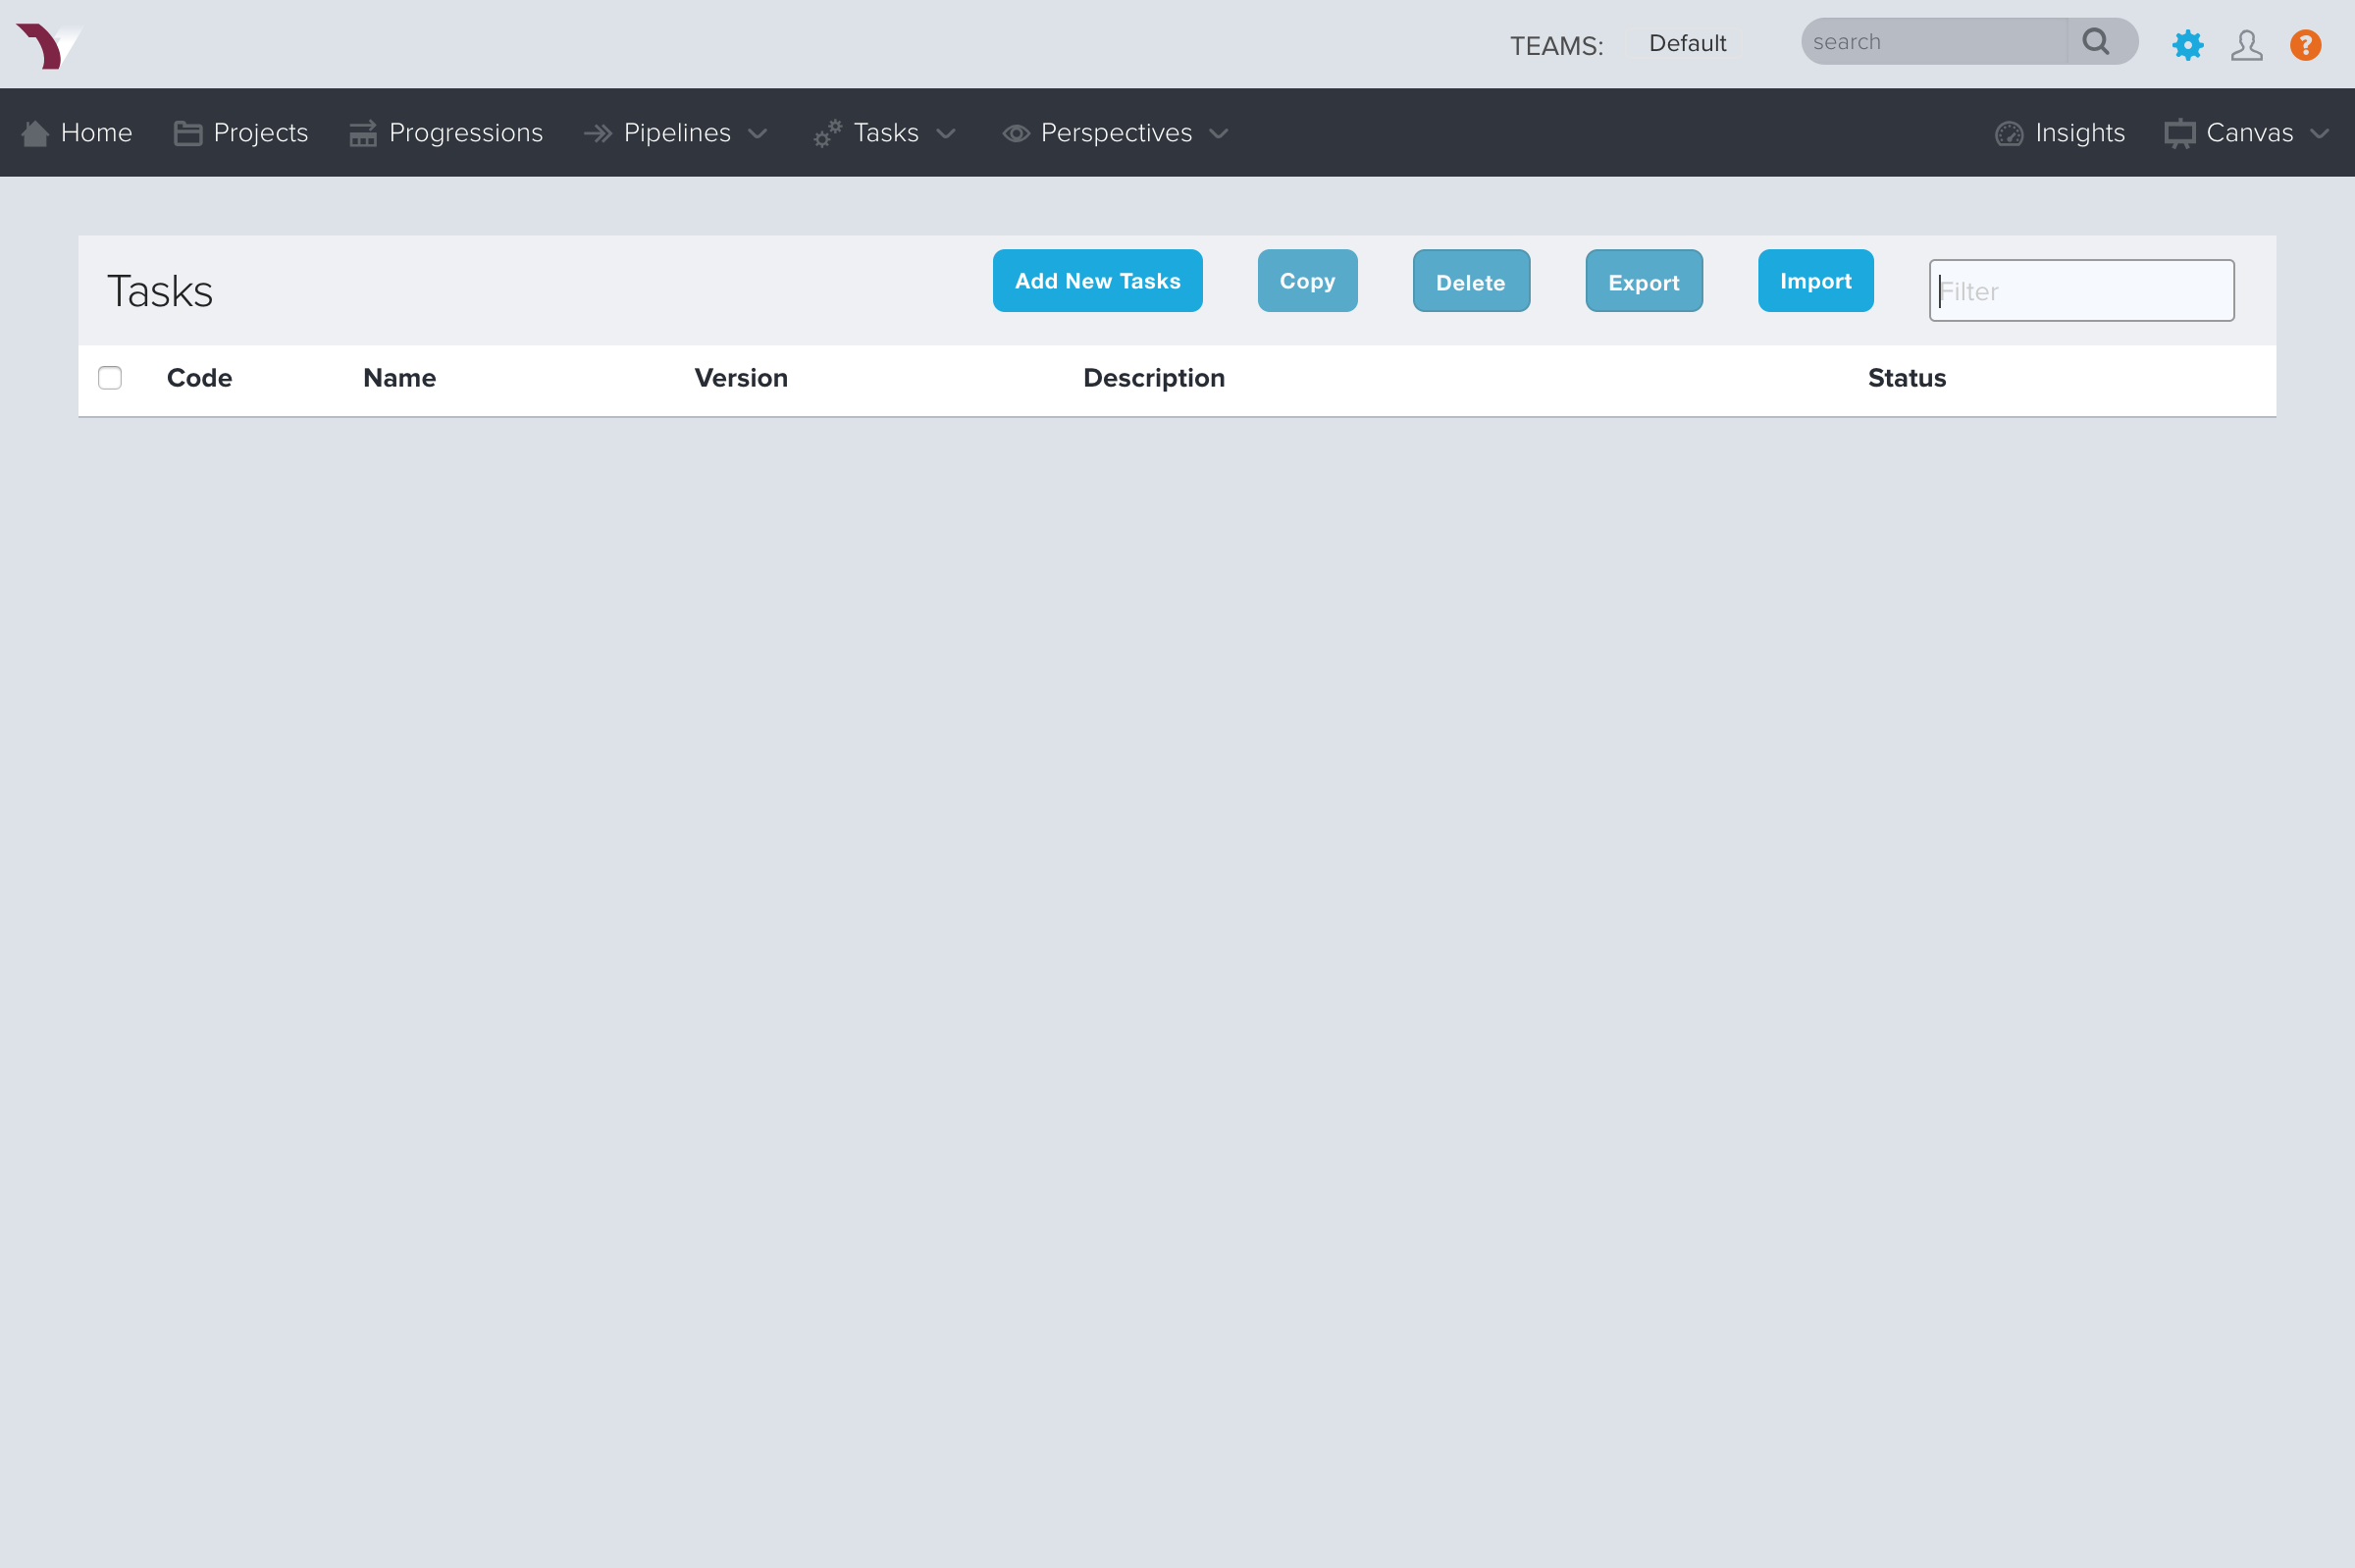 TEAMS: Default search ?
Home Projects Progressions Pipelines Tasks Perspectives Insights Canvas
Tasks Add New Tasks Copy Delete Export Import Filter
Code Name Version Description Status